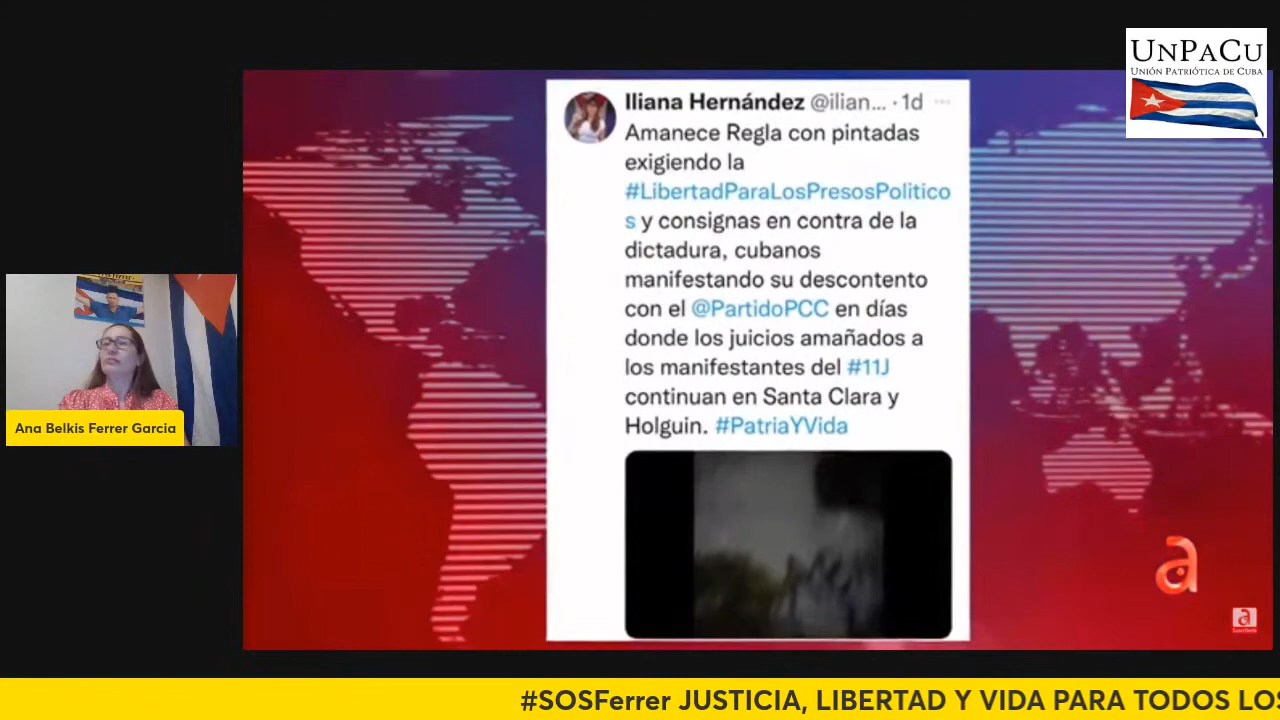 UNPACU
UNIÓN PATRIÓTICA DE CUBA
Iliana Hernández @ilian... · 1d
Amanece Regla con pintadas
exigiendo la
#LibertadParaLosPresosPolitico
s y consignas en contra de la
dictadura, cubanos
manifestando su descontento
con el @PartidoPCC en días
donde los juicios amañados a
los manifestantes del #11J
continuan en Santa Clara y
Holguin. #PatriaYVida
Ana Belkis Ferrer Garcia
a
a
#SOSFerrer JUSTICIA, LIBERTAD Y VIDA PARA TODOS LOS